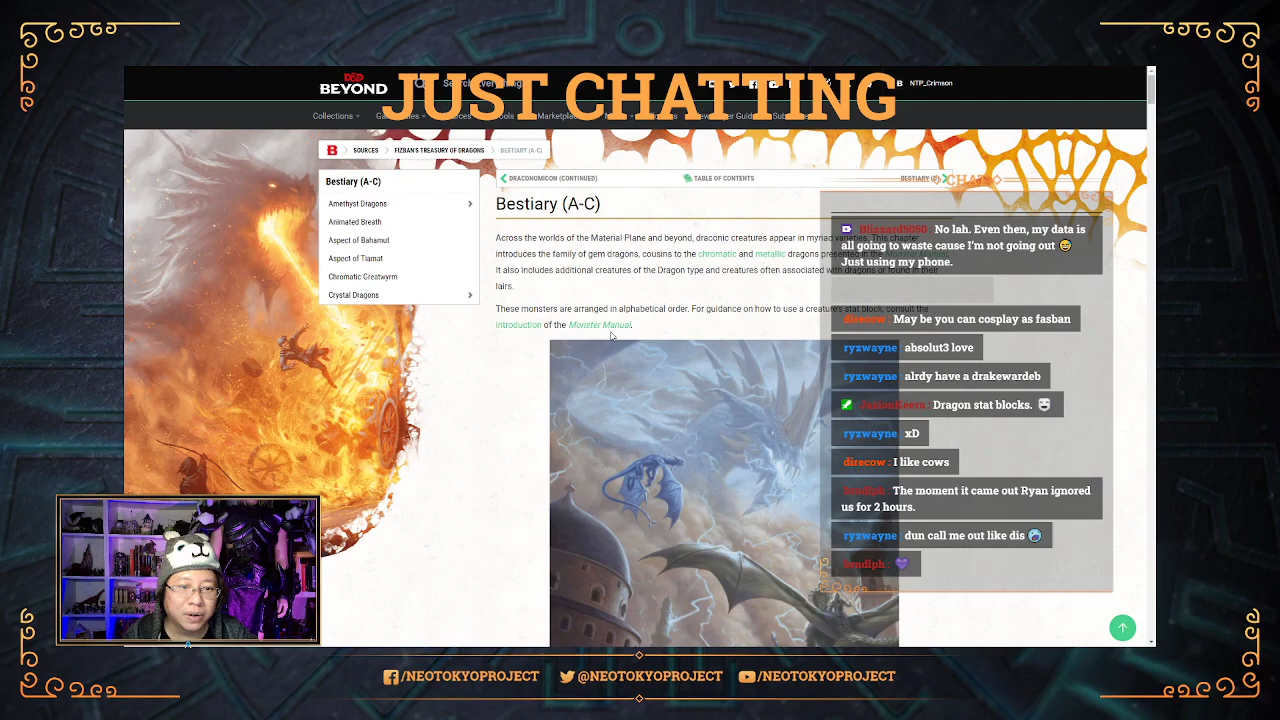 JUST CHATTING
D&D
BEYOND
NTP_Crimson
Collections
SOURCES
FIZBAN'S TREASURY OF DRAGONS
BESTIARY (A-C)
Bestiary (A-C)
Amethyst Dragons
Animated Breath
Aspect of Bahamut
Aspect of Tiamat
Chromatic Greatwyrm
Crystal Dragons
DRACONOMICON (CONTINUED)
TABLE OF CONTENTS
CHAT
Bestiary (A-C)
Across the worlds of the Material Plane and beyond, draconic creatures appear in myriad varieties. This chapter
introduces the family of gem dragons, cousins to the chromatic and metallic dragons presented in the Monster Manual.
It also includes additional creatures of the Dragon type and creatures often associated with dragons or found in their
lairs.
These monsters are arranged in alphabetical order. For guidance on how to use a creature's stat block, consult the
introduction of the Monster Manual.
Blizzard5050: No lah. Even then, my data is
all going to waste cause I'm not going out
Just using my phone.
direcow: May be you can cosplay as fasban
ryzwayne: absolut3 love
ryzwayne: alrdy have a drakewardeb
JastonKeera: Dragon stat blocks.
ryzwayne: xD
direcow: I like cows
The moment it came out Ryan ignored
us for 2 hours.
ryzwayne: dun call me out like dis
/NEOTOKYOPROJECT
@NEOTOKYOPROJECT
/NEOTOKYOPROJECT